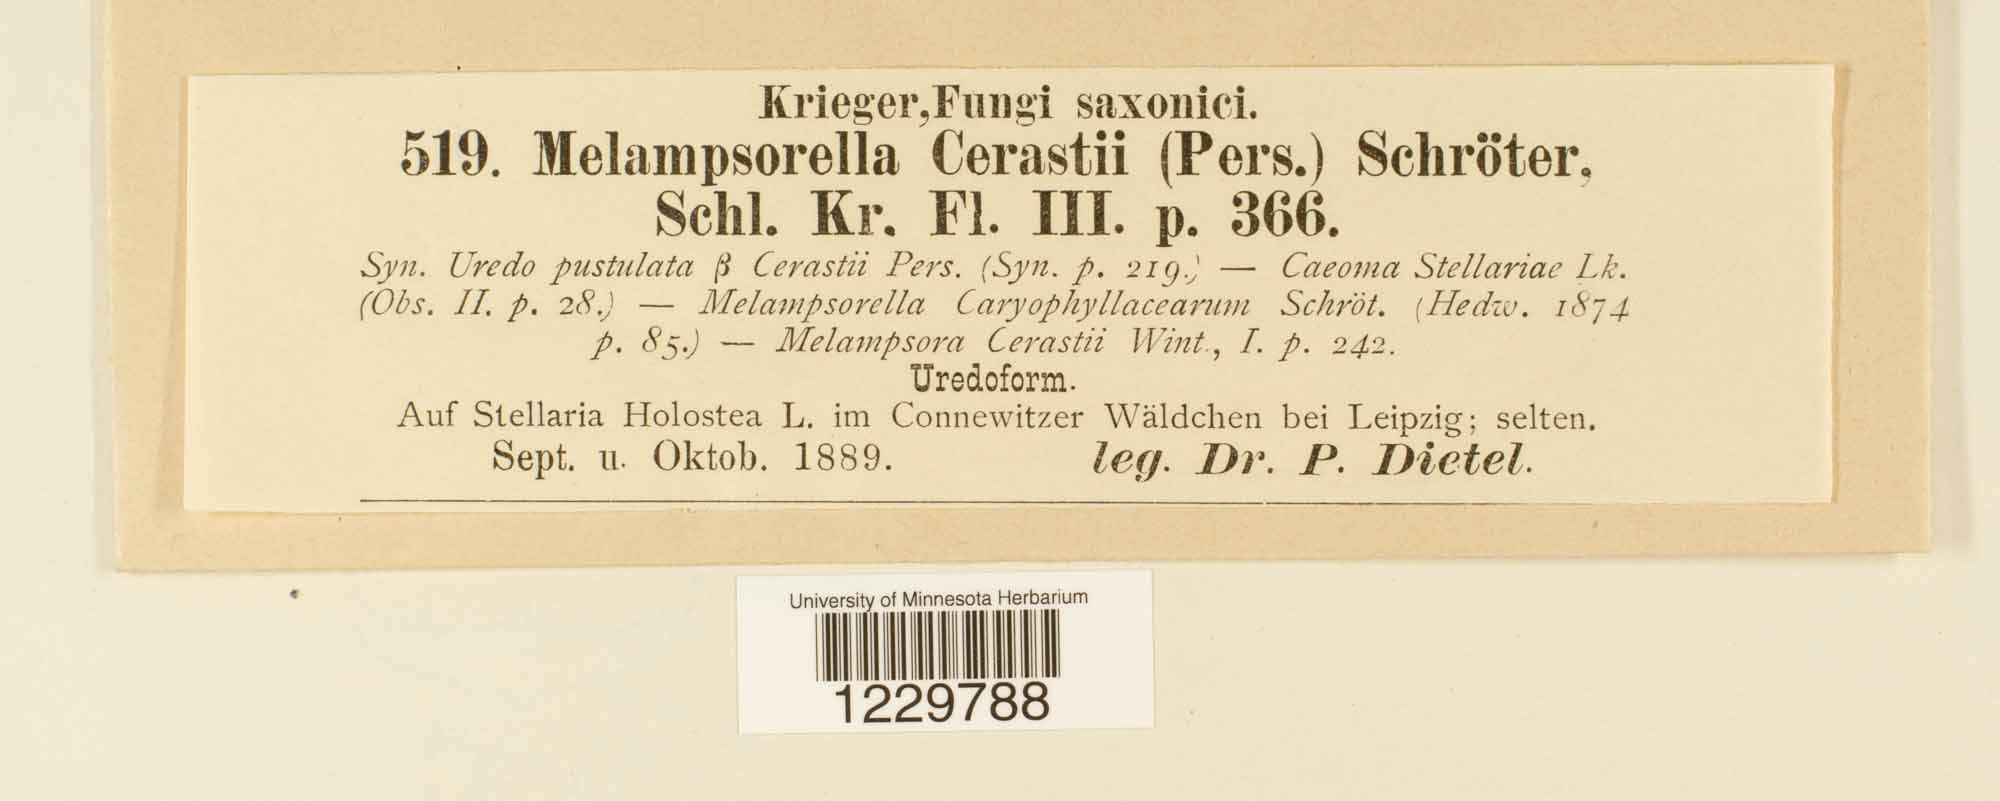 Krieger, Fungi saxonici.
519. Melampsorella Cerastii (Pers.) Schröter,
Schl. Kr. Fl. III. p. 366.
Syn. Uredo pustulata β Cerastii Pers. (Syn. p. 219.) — Caeoma Stellariae Lk.
(Obs. II. p. 28.) — Melampsorella Caryophyllacearum Schröt. (Hedw. 1874
p. 85.) — Melampsora Cerastii Wint., I. p. 242.
Uredoform.
Auf Stellaria Holostea L. im Connewitzer Wäldchen bei Leipzig; selten.
Sept. u. Oktob. 1889. leg. Dr. P. Dietel.
University of Minnesota Herbarium
1229788